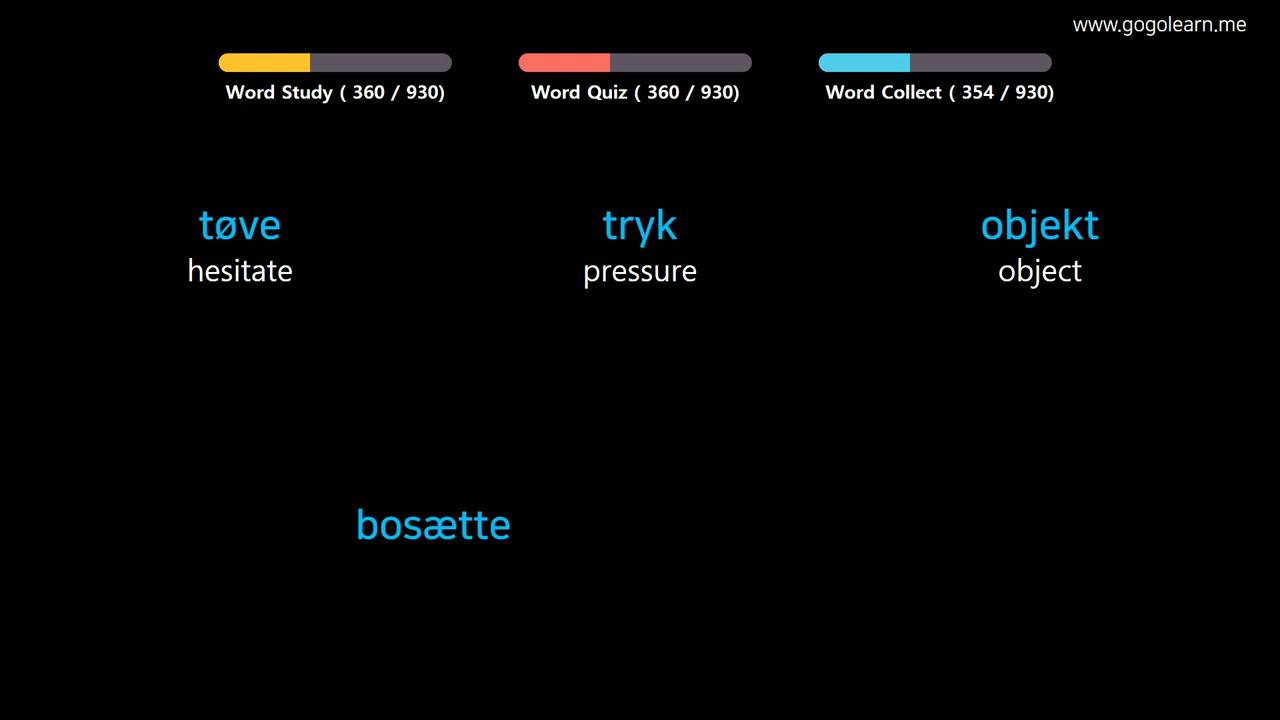 www.gogolearn.me
Word Study ( 360 / 930)
Word Quiz ( 360 / 930)
Word Collect ( 354 / 930)
tøve
hesitate
tryk
pressure
objekt
object
bosætte